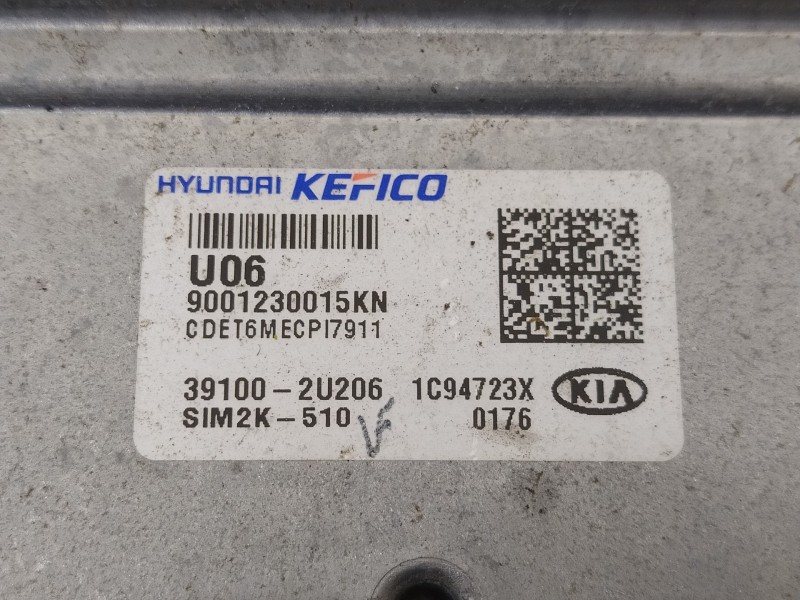 HYUNDAI KEFICO
U06
9001230015KN
CDET6MECPI7911
39100-2U206 1C94723X KIA
SIM2K-510 0176